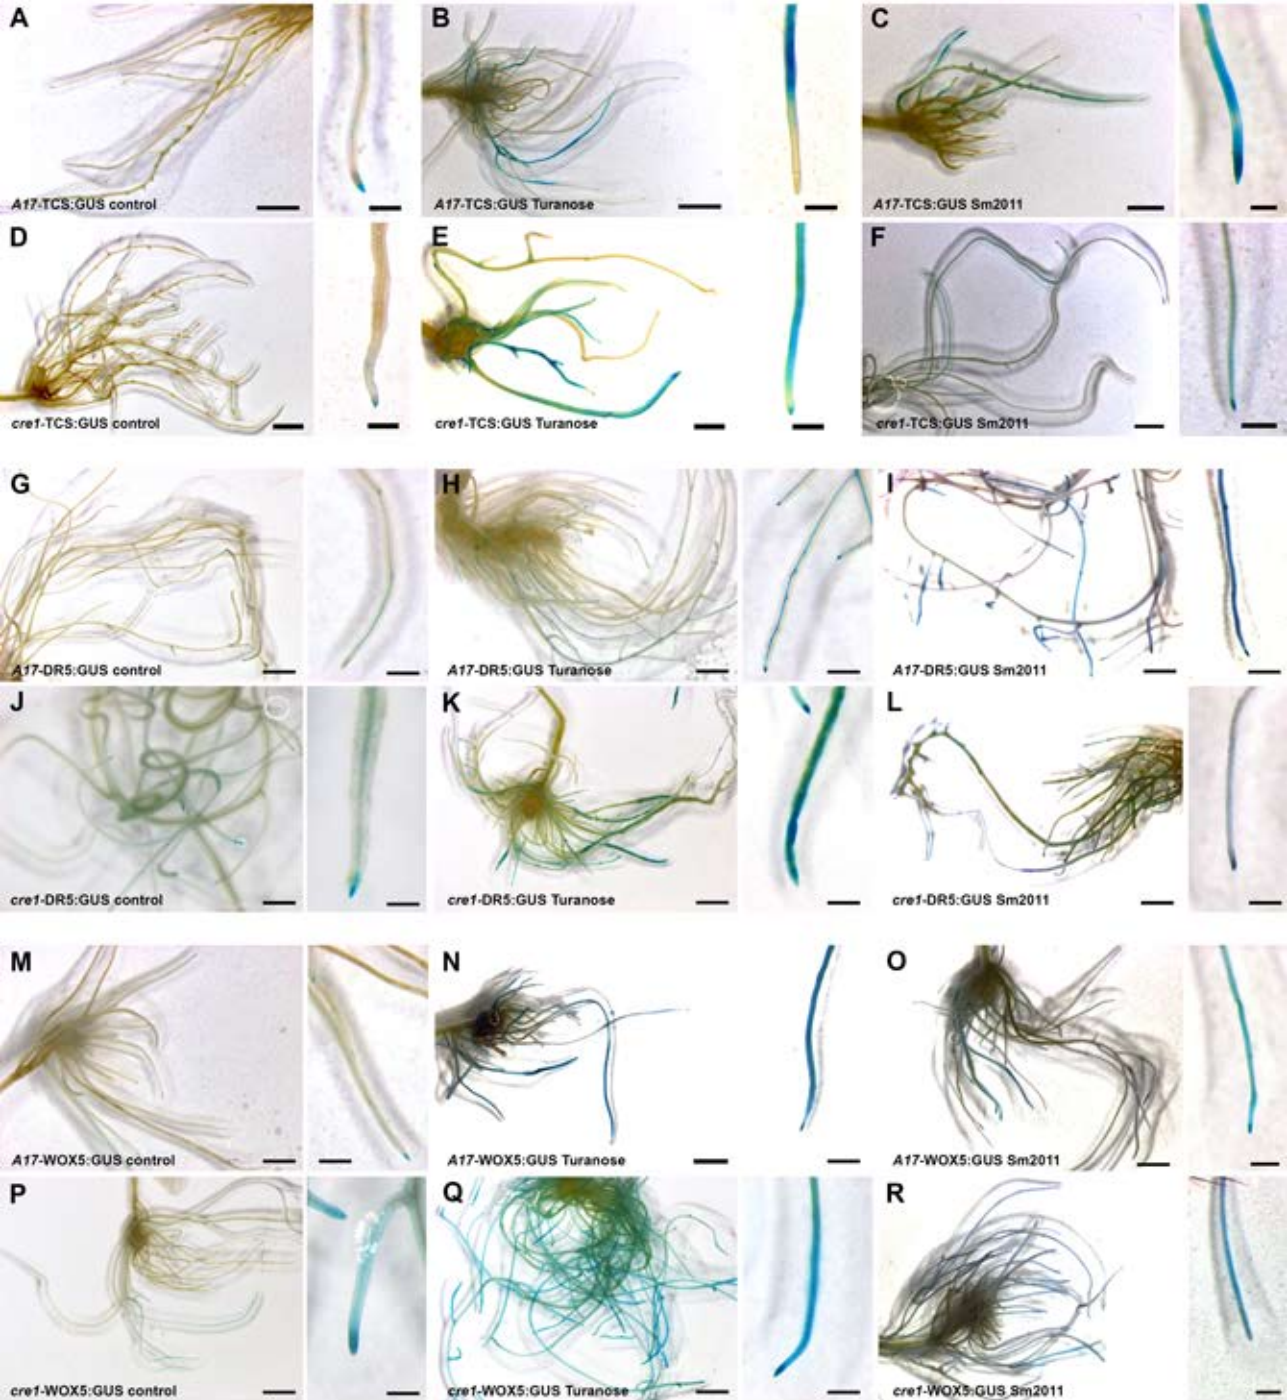 A
A17-TCS:GUS control
B
A17-TCS:GUS Turanose
C
A17-TCS:GUS Sm2011
D
cre1-TCS:GUS control
E
cre1-TCS:GUS Turanose
F
cre1-TCS:GUS Sm2011
G
A17-DR5:GUS control
H
A17-DR5:GUS Turanose
I
A17-DR5:GUS Sm2011
J
cre1-DR5:GUS control
K
cre1-DR5:GUS Turanose
L
cre1-DR5:GUS Sm2011
M
A17-WOX5:GUS control
N
A17-WOX5:GUS Turanose
O
A17-WOX5:GUS Sm2011
P
cre1-WOX5:GUS control
Q
cre1-WOX5:GUS Turanose
R
cre1-WOX5:GUS Sm2011